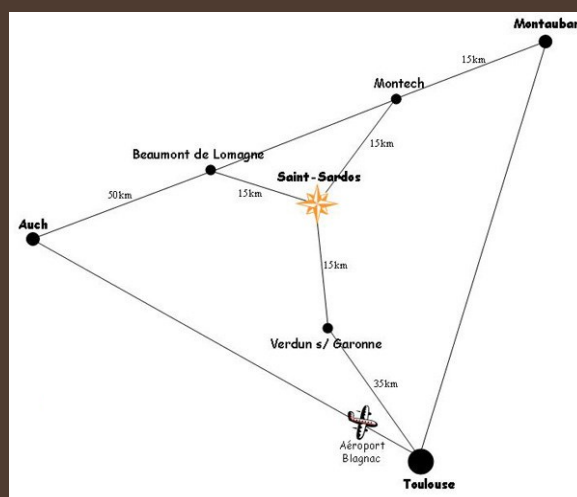 Montauban
15km
Montech
15km
Beaumont de Lomagne
Saint-Sardos
15km
50km
Auch
15km
Verdun s/ Garonne
35km
Aéroport
Blagnac
Toulouse